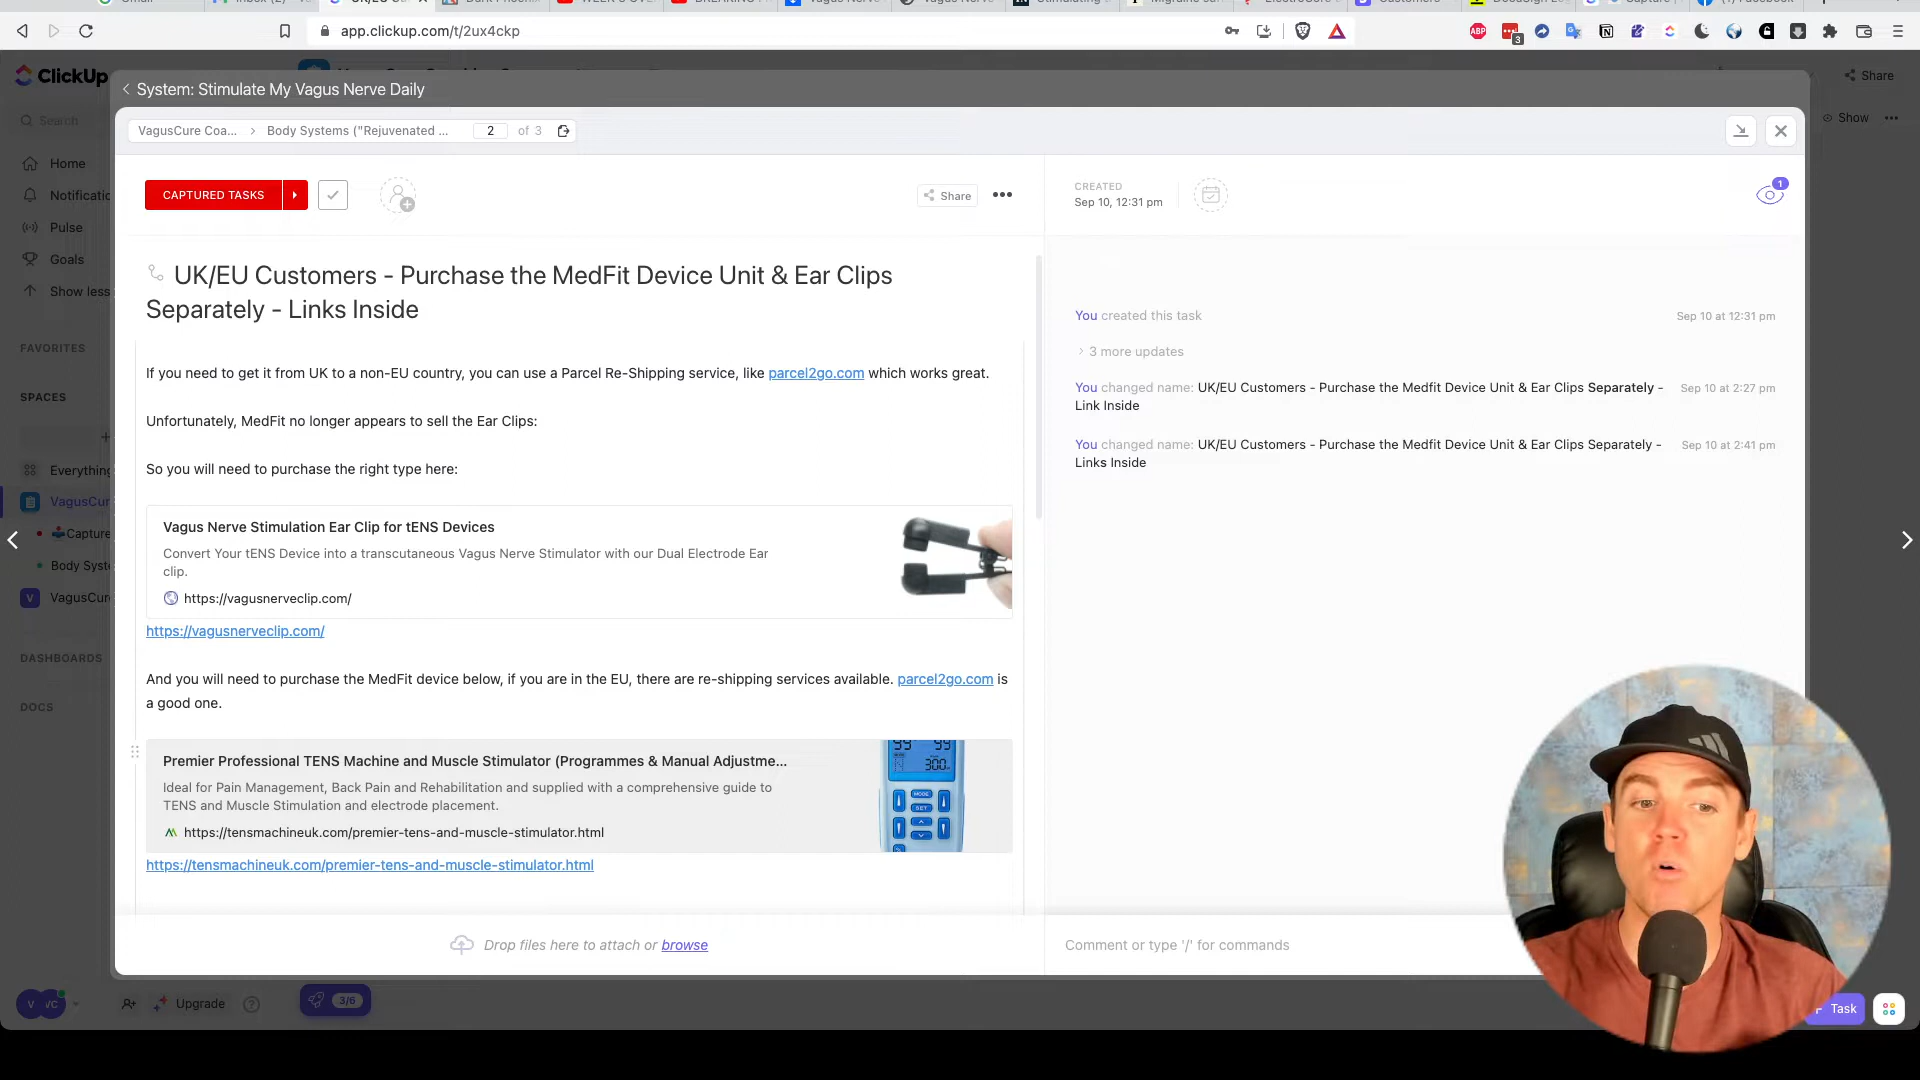 app.clickup.com/t/2ux4ckp
ABP
3
ClickUp
System: Stimulate My Vagus Nerve Daily
Share
Search
Show
VagusCure Coa...
Body Systems ("Rejuvenated ...
2
of 3
Home
Notificatio
Pulse
Goals
Show less
FAVORITES
SPACES
Everything
VagusCur
Capture
Body Syste
VagusCure
DASHBOARDS
DOCS
CAPTURED TASKS
Share
CREATED
Sep 10, 12:31 pm
1
UK/EU Customers - Purchase the MedFit Device Unit & Ear Clips
Separately - Links Inside
If you need to get it from UK to a non-EU country, you can use a Parcel Re-Shipping service, like parcel2go.com which works great.
Unfortunately, MedFit no longer appears to sell the Ear Clips:
So you will need to purchase the right type here:
Vagus Nerve Stimulation Ear Clip for tENS Devices
Convert Your tENS Device into a transcutaneous Vagus Nerve Stimulator with our Dual Electrode Ear
clip.
https://vagusnerveclip.com/
https://vagusnerveclip.com/
And you will need to purchase the MedFit device below, if you are in the EU, there are re-shipping services available. parcel2go.com is
a good one.
Premier Professional TENS Machine and Muscle Stimulator (Programmes & Manual Adjustme...
Ideal for Pain Management, Back Pain and Rehabilitation and supplied with a comprehensive guide to
TENS and Muscle Stimulation and electrode placement.
https://tensmachineuk.com/premier-tens-and-muscle-stimulator.html
300
MODE
SET
https://tensmachineuk.com/premier-tens-and-muscle-stimulator.html
You created this task
Sep 10 at 12:31 pm
3 more updates
You changed name: UK/EU Customers - Purchase the Medfit Device Unit & Ear Clips Separately -
Link Inside
Sep 10 at 2:27 pm
You changed name: UK/EU Customers - Purchase the Medfit Device Unit & Ear Clips Separately -
Links Inside
Sep 10 at 2:41 pm
Drop files here to attach or browse
Comment or type '/' for commands
V
VC
Upgrade
3/6
Task